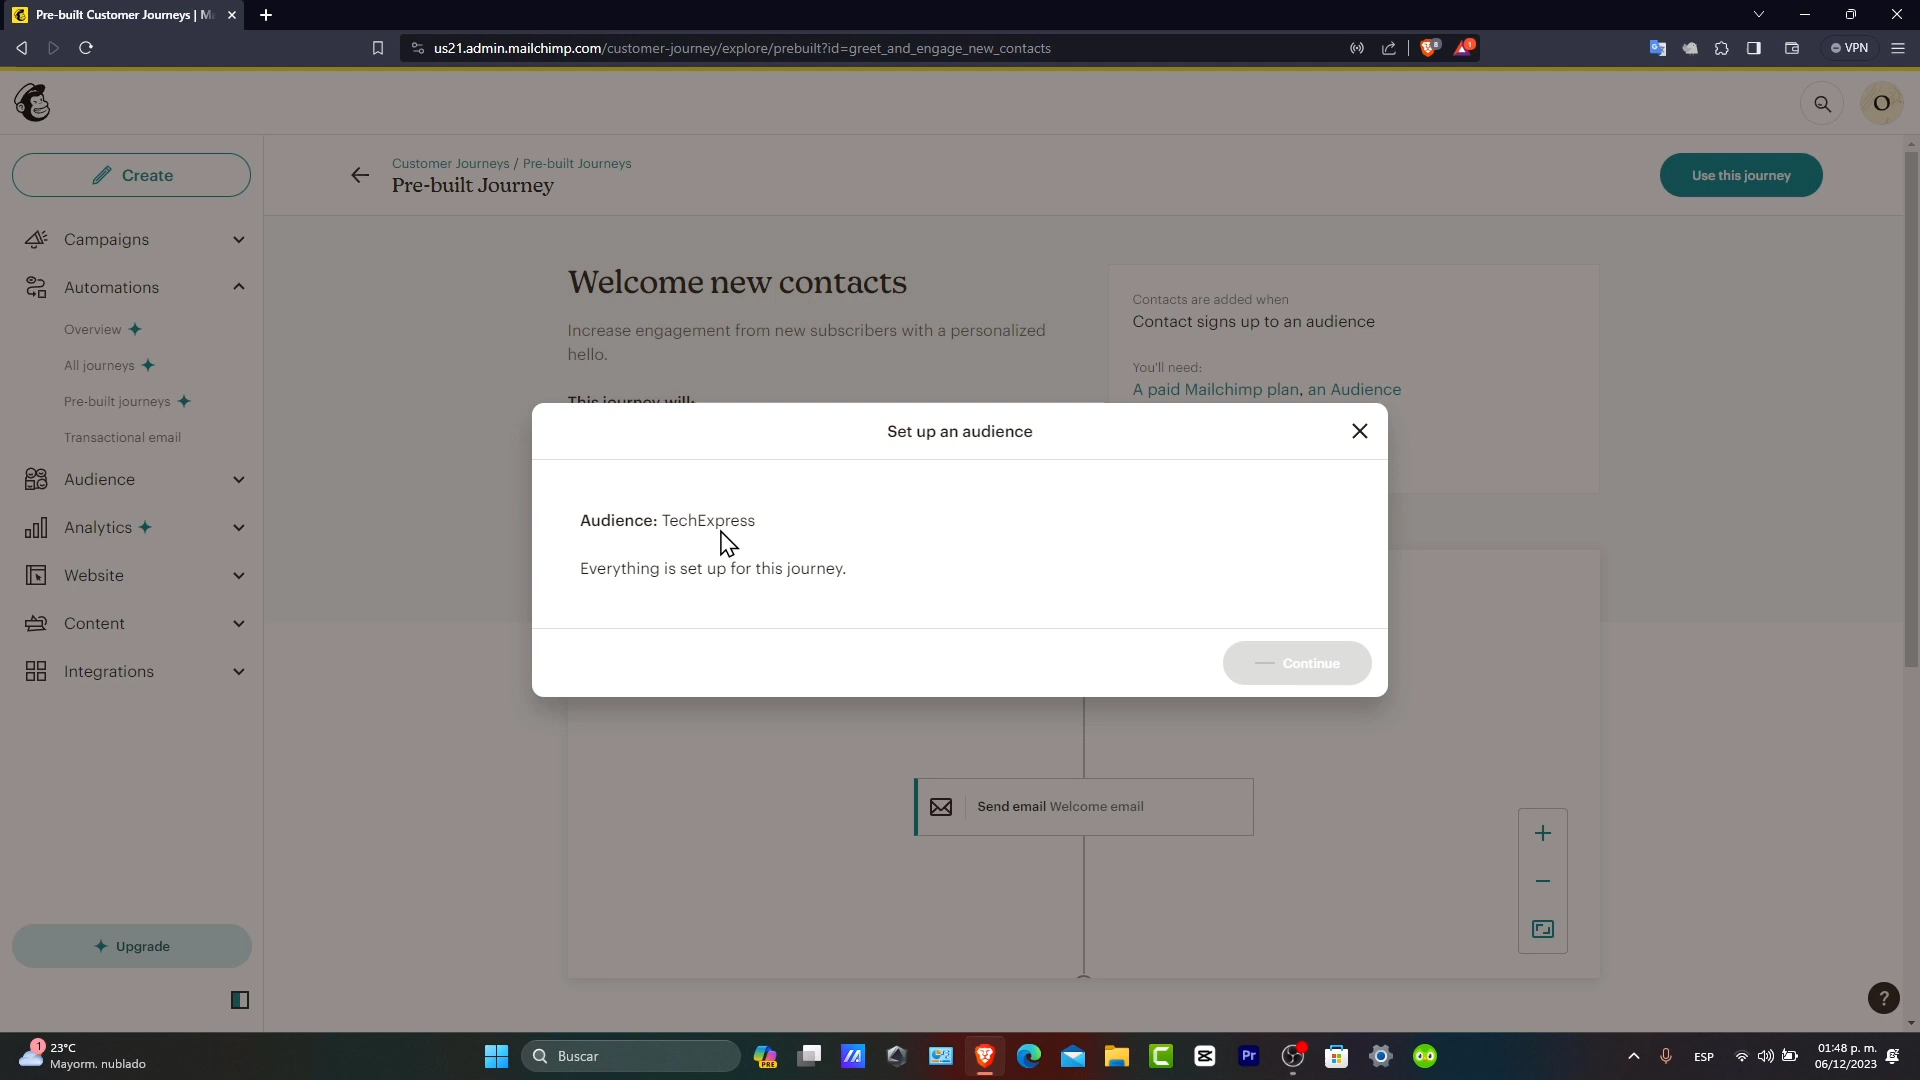 Pre-built Customer Journeys | M
us21.admin.mailchimp.com/customer-journey/explore/prebuilt?id=greet_and_engage_new_contacts
8
1
VPN
O
Create
Customer Journeys / Pre-built Journeys
Pre-built Journey
Use this journey
Campaigns
Automations
Overview
All journeys
Pre-built journeys
Transactional email
Audience
Analytics
Website
Content
Integrations
Upgrade
Welcome new contacts
Increase engagement from new subscribers with a personalized
hello.
This journey will:
Contacts are added when
Contact signs up to an audience
You'll need:
A paid Mailchimp plan, an Audience
Set up an audience
Audience: TechExpress
Everything is set up for this journey.
Continue
Send email Welcome email
?
1
23°C
Mayorm. nublado
Buscar
PRE
Pr
ESP
01:48 p. m.
06/12/2023